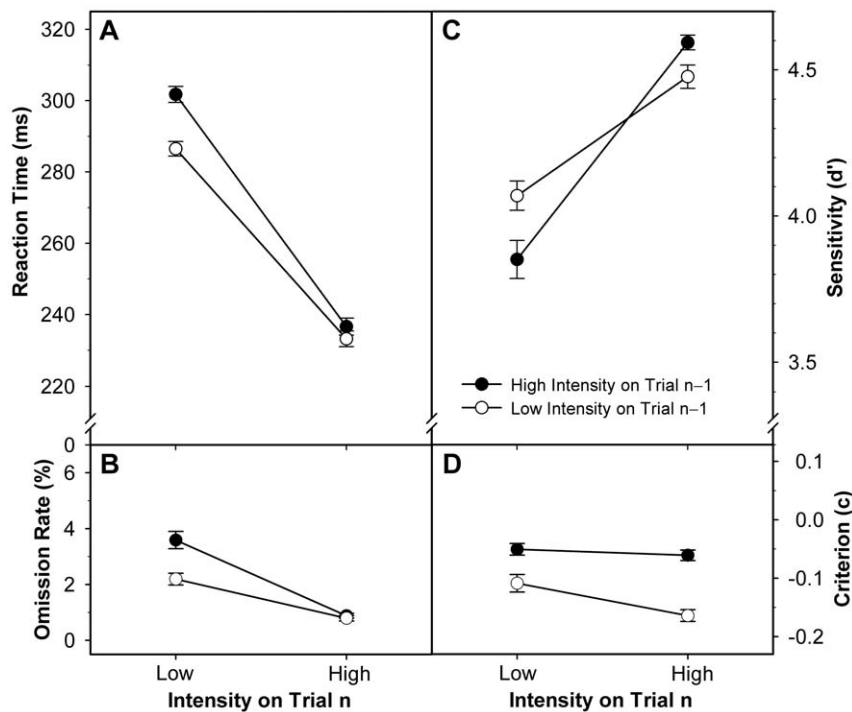 A
320
300
280
260
240
220
0
Reaction Time (ms)
C
4.5
4.0
3.5
Sensitivity (d')
High Intensity on Trial n−1
Low Intensity on Trial n−1
B
6
4
2
0
Omission Rate (%)
Low
High
Intensity on Trial n
D
0.1
0.0
-0.1
-0.2
Criterion (c)
Low
High
Intensity on Trial n